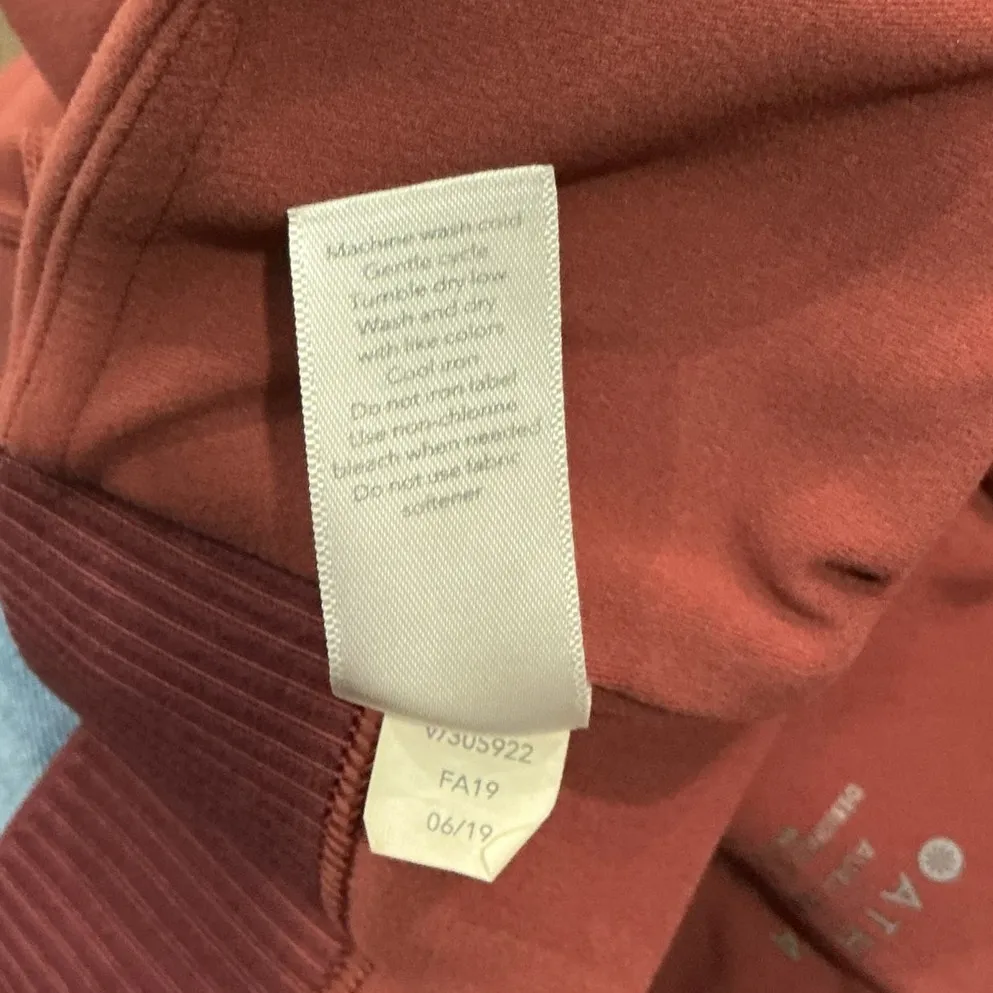 Machine wash cold
Gentle cycle
Tumble dry low
Wash and dry
with like colors
Cool iron
Do not iron label
Use non-chlorine
bleach when needed
Do not use fabric
softener
V/305922
FA19
06/19